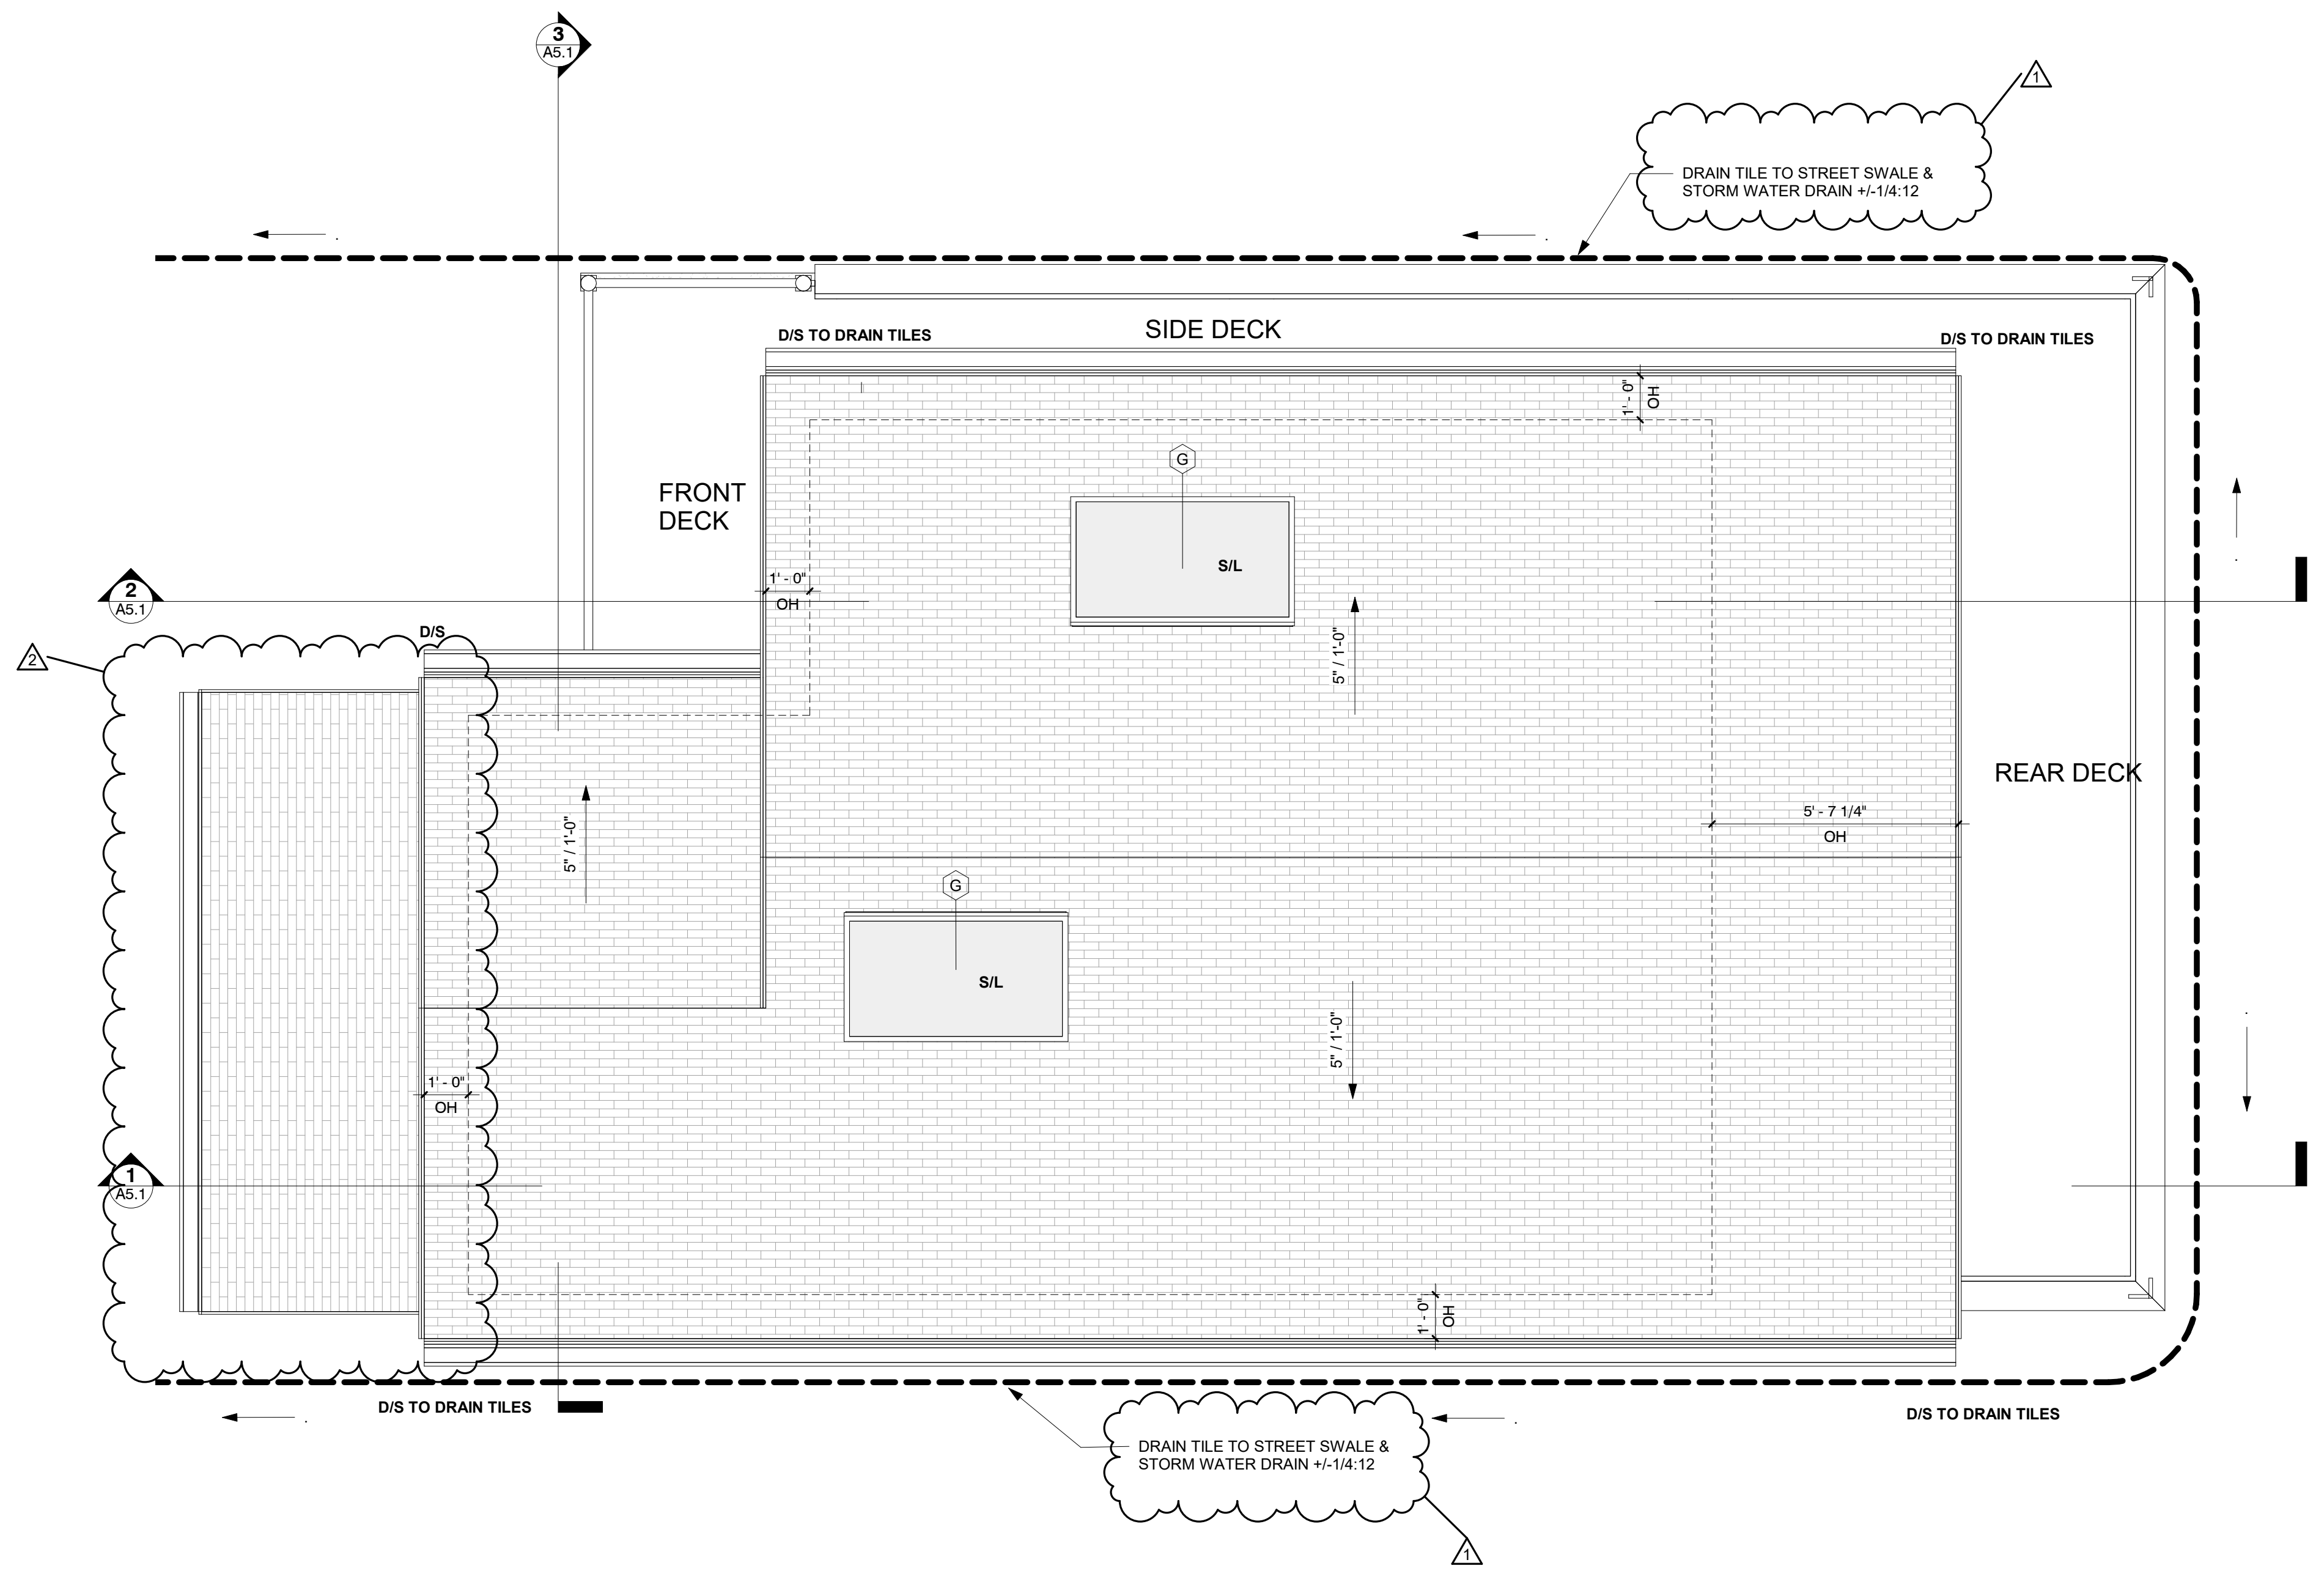 3
A5.1
1
DRAIN TILE TO STREET SWALE &
STORM WATER DRAIN +/-1/4:12
D/S TO DRAIN TILES
SIDE DECK
D/S TO DRAIN TILES
1' - 0"
OH
FRONT
DECK
G
S/L
1' - 0"
OH
2
A5.1
D/S
2
5" / 1'-0"
REAR DECK
5' - 7 1/4"
OH
5" / 1'-0"
G
S/L
5" / 1'-0"
1' - 0"
OH
1
A5.1
1' - 0"
OH
D/S TO DRAIN TILES
D/S TO DRAIN TILES
DRAIN TILE TO STREET SWALE &
STORM WATER DRAIN +/-1/4:12
1